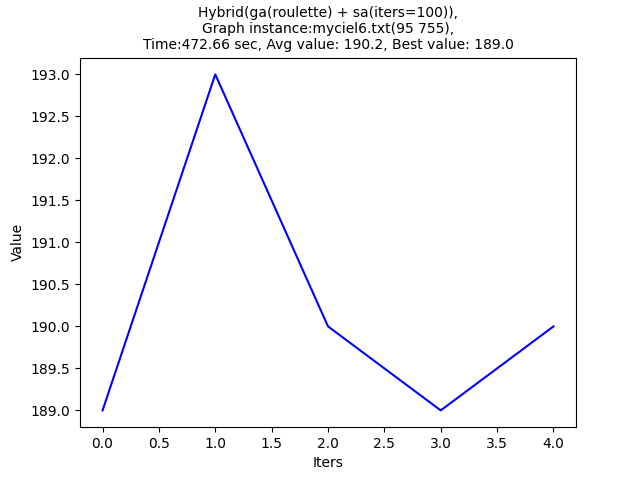 Hybrid(ga(roulette) + sa(iters=100)),
Graph instance:myciel6.txt(95 755),
Time:472.66 sec, Avg value: 190.2, Best value: 189.0
193.0
192.5
192.0
191.5
191.0
190.5
190.0
189.5
189.0
Value
0.0 0.5 1.0 1.5 2.0 2.5 3.0 3.5 4.0
Iters